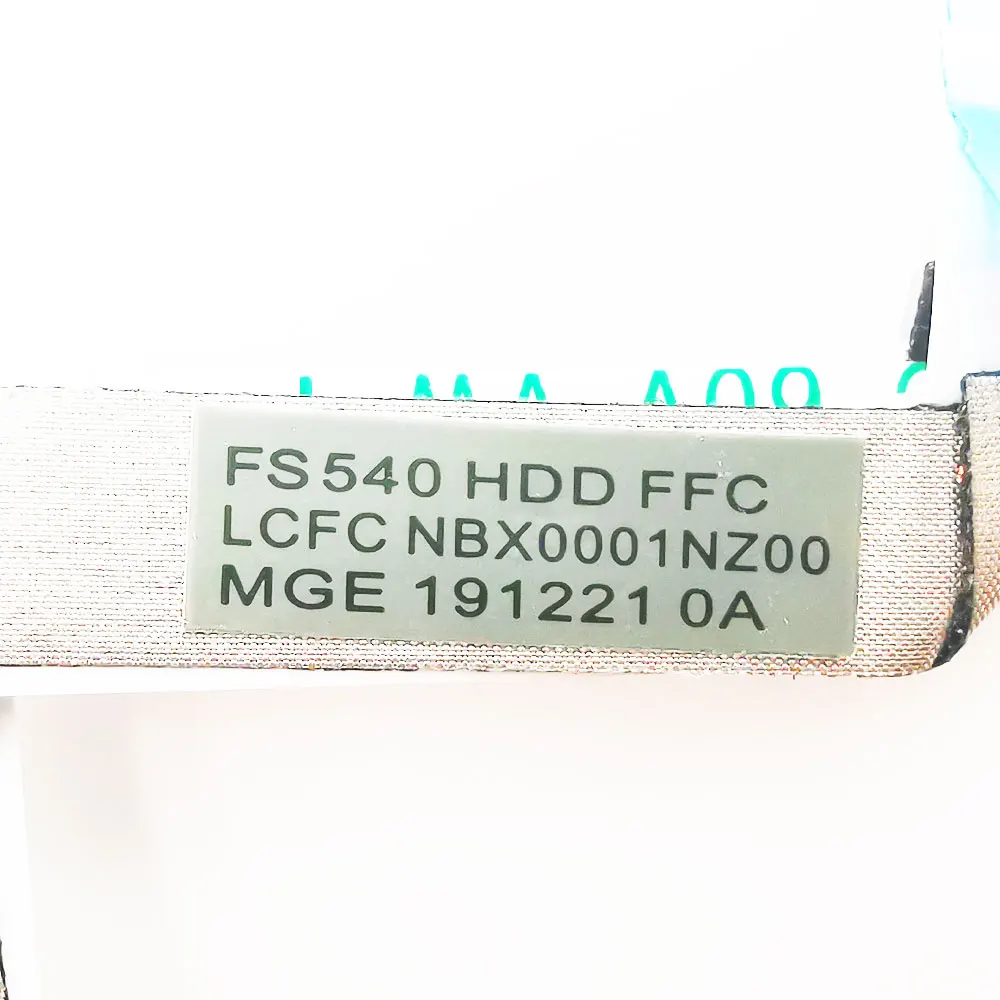 FS540 HDD FFC
LCFC NBX0001NZ00
MGE 191221 0A